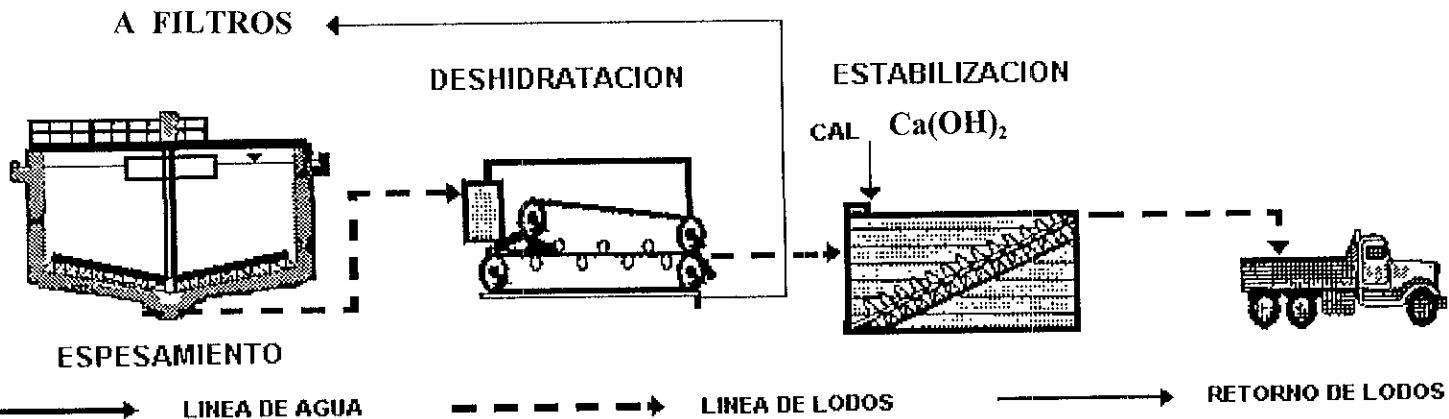 A FILTROS
DESHIDRATACION
ESTABILIZACION
CAL Ca(OH)₂
ESPESAMIENTO
LINEA DE AGUA
LINEA DE LODOS
RETORNO DE LODOS